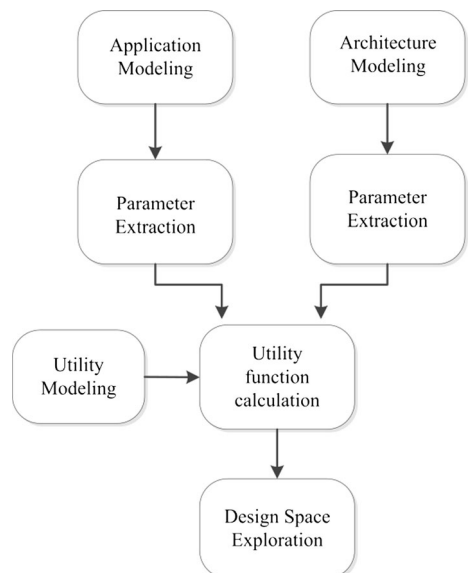 Application
Modeling
Architecture
Modeling
Parameter
Extraction
Parameter
Extraction
Utility
Modeling
Utility
function
calculation
Design Space
Exploration